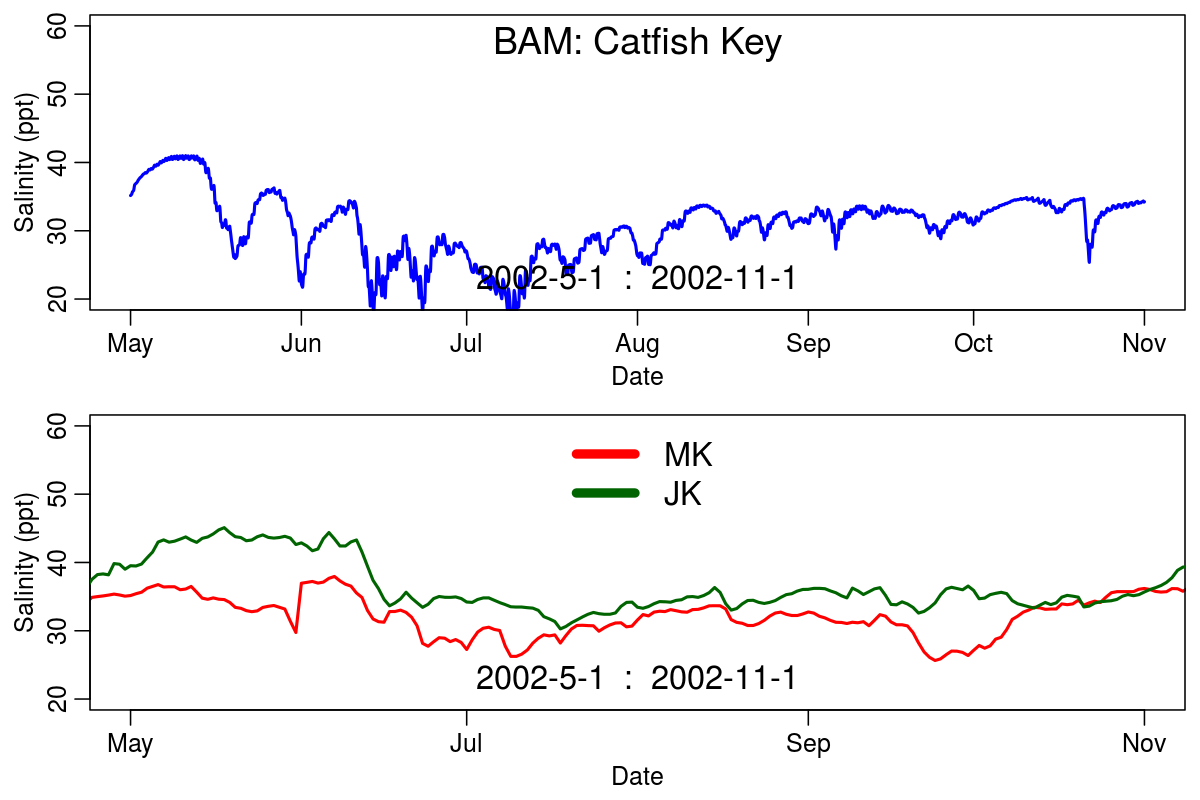 BAM: Catfish Key
Salinity (ppt)
60
50
40
30
20
2002-5-1 : 2002-11-1
May Jun Jul Aug Sep Oct Nov
Date
MK
JK
Salinity (ppt)
60
50
40
30
20
2002-5-1 : 2002-11-1
May Jul Sep Nov
Date